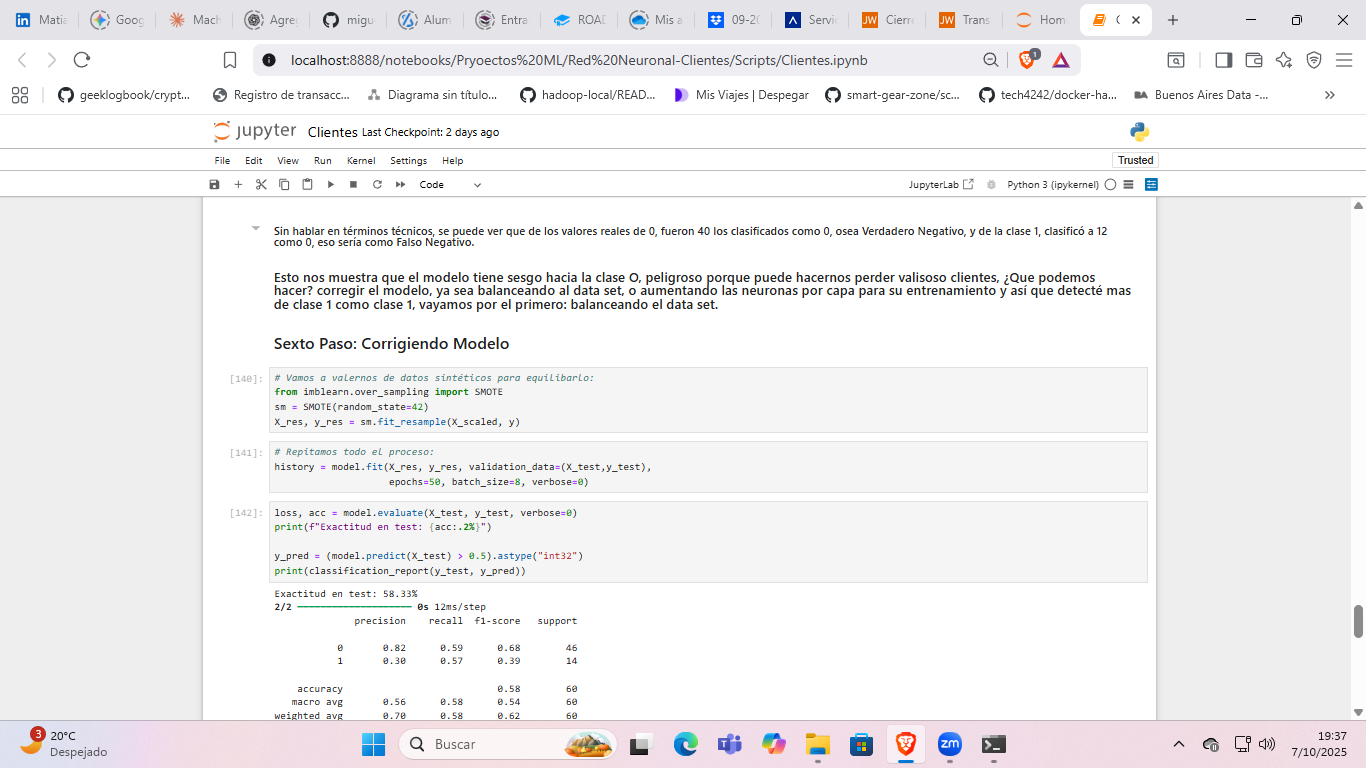 Matia
Goog
Mach
Agreg
migu
Alum
Entra
ROAD
Mis a
09-20
Servic
Cierre
Trans
Home
C
localhost:8888/notebooks/Pryoectos%20ML/Red%20Neuronal-Clientes/Scripts/Clientes.ipynb
1
geeklogbook/crypt...
Registro de transacc...
Diagrama sin título...
hadoop-local/READ...
Mis Viajes | Despegar
smart-gear-zone/sc...
tech4242/docker-ha...
BA Buenos Aires Data -...
jupyter Clientes Last Checkpoint: 2 days ago
File Edit View Run Kernel Settings Help
Trusted
Code
JupyterLab
Python 3 (ipykernel)
Sin hablar en términos técnicos, se puede ver que de los valores reales de 0, fueron 40 los clasificados como 0, osea Verdadero Negativo, y de la clase 1, clasificó a 12
como 0, eso sería como Falso Negativo.
Esto nos muestra que el modelo tiene sesgo hacia la clase O, peligroso porque puede hacernos perder valisoso clientes, ¿Que podemos
hacer? corregir el modelo, ya sea balanceando al data set, o aumentando las neuronas por capa para su entrenamiento y así que detecté mas
de clase 1 como clase 1, vayamos por el primero: balanceando el data set.
Sexto Paso: Corrigiendo Modelo
[140]:
# Vamos a valernos de datos sintéticos para equilibarlo:
from imblearn.over_sampling import SMOTE
sm = SMOTE(random_state=42)
X_res, y_res = sm.fit_resample(X_scaled, y)
[141]:
# Repitamos todo el proceso:
history = model.fit(X_res, y_res, validation_data=(X_test,y_test),
epochs=50, batch_size=8, verbose=0)
[142]:
loss, acc = model.evaluate(X_test, y_test, verbose=0)
print(f"Exactitud en test: {acc:.2%}")
y_pred = (model.predict(X_test) > 0.5).astype("int32")
print(classification_report(y_test, y_pred))
Exactitud en test: 58.33%
2/2 ━━━━━━━━━━━━━━━━━━━━ 0s 12ms/step
precision recall f1-score support
0 0.82 0.59 0.68 46
1 0.30 0.57 0.39 14
accuracy 0.58 60
macro avg 0.56 0.58 0.54 60
weighted avg 0.70 0.58 0.62 60
3
20°C
Despejado
Buscar
zm
19:37
7/10/2025